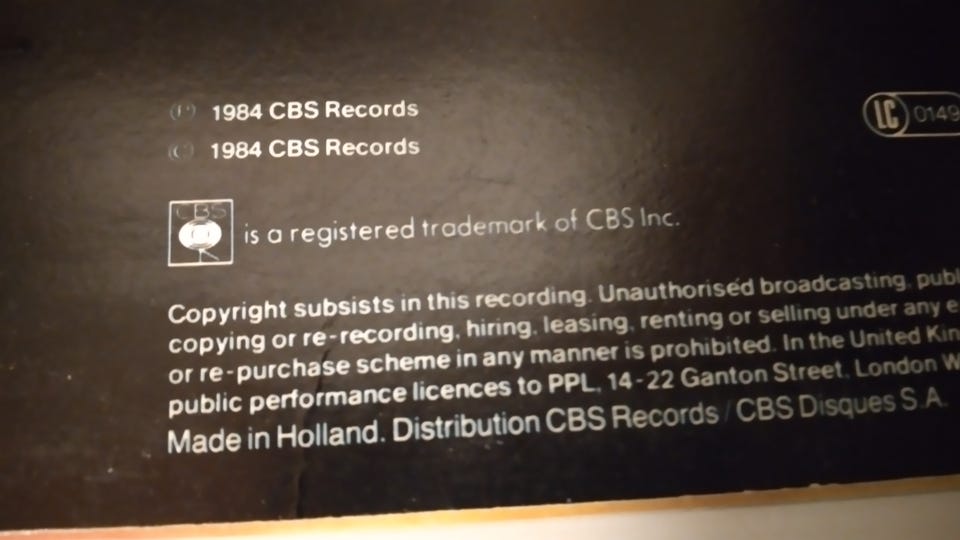 ℗ 1984 CBS Records
© 1984 CBS Records
LC 0149
CBS
is a registered trademark of CBS Inc.
Copyright subsists in this recording. Unauthorised broadcasting, publ
copying or re-recording, hiring, leasing, renting or selling under any e
or re-purchase scheme in any manner is prohibited. In the United Kin
public performance licences to PPL, 14-22 Ganton Street, London W
Made in Holland. Distribution CBS Records / CBS Disques S.A.